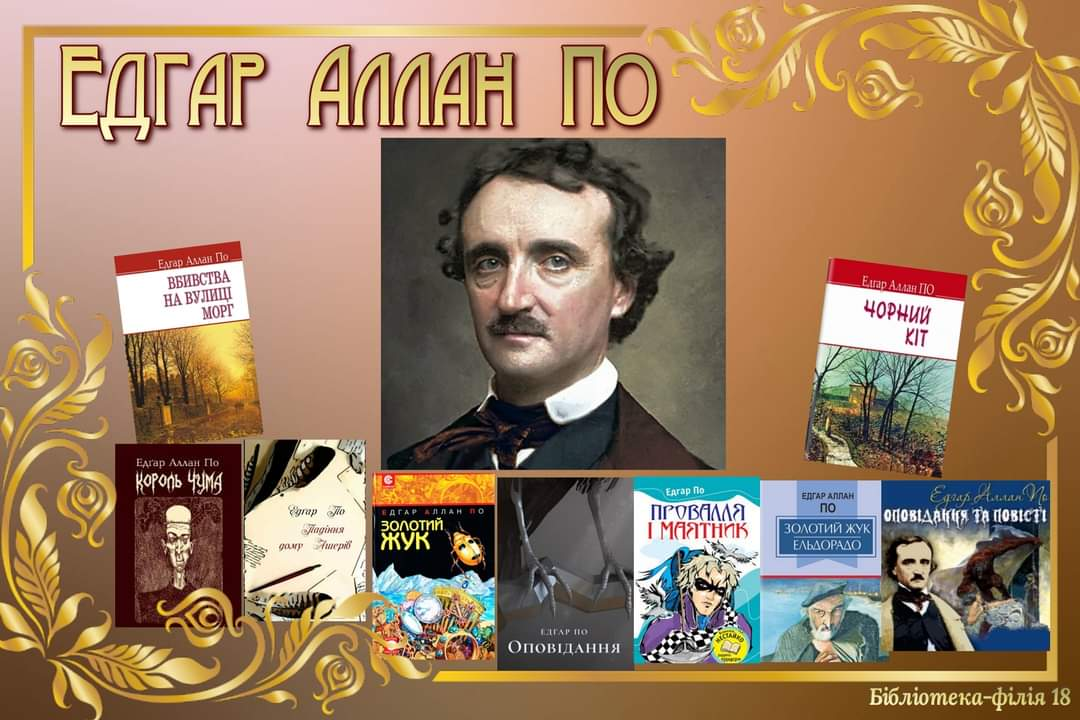 Едгар Аллан По
Едгар Аллан По
ВБИВСТВА
НА ВУЛИЦІ
МОРГ
Едгар Аллан ПО
ЧОРНИЙ
КІТ
Едґар Аллан По
КОРОЛЬ ЧУМА
Едгар По
Падіння
дому Ашерів
ЕДГАР АЛЛАН ПО
ЗОЛОТИЙ
ЖУК
ЕДГАР ПО
ОПОВІДАННЯ
Едгар По
ПРОВАЛЛЯ
І МАЯТНИК
НЕСТАЙКО
ЕДГАР АЛЛАН
ПО
ЗОЛОТИЙ ЖУК
ЕЛЬДОРАДО
Едгар Аллан По
ОПОВІДАННЯ ТА ПОВІСТІ
Бібліотека-філія 18